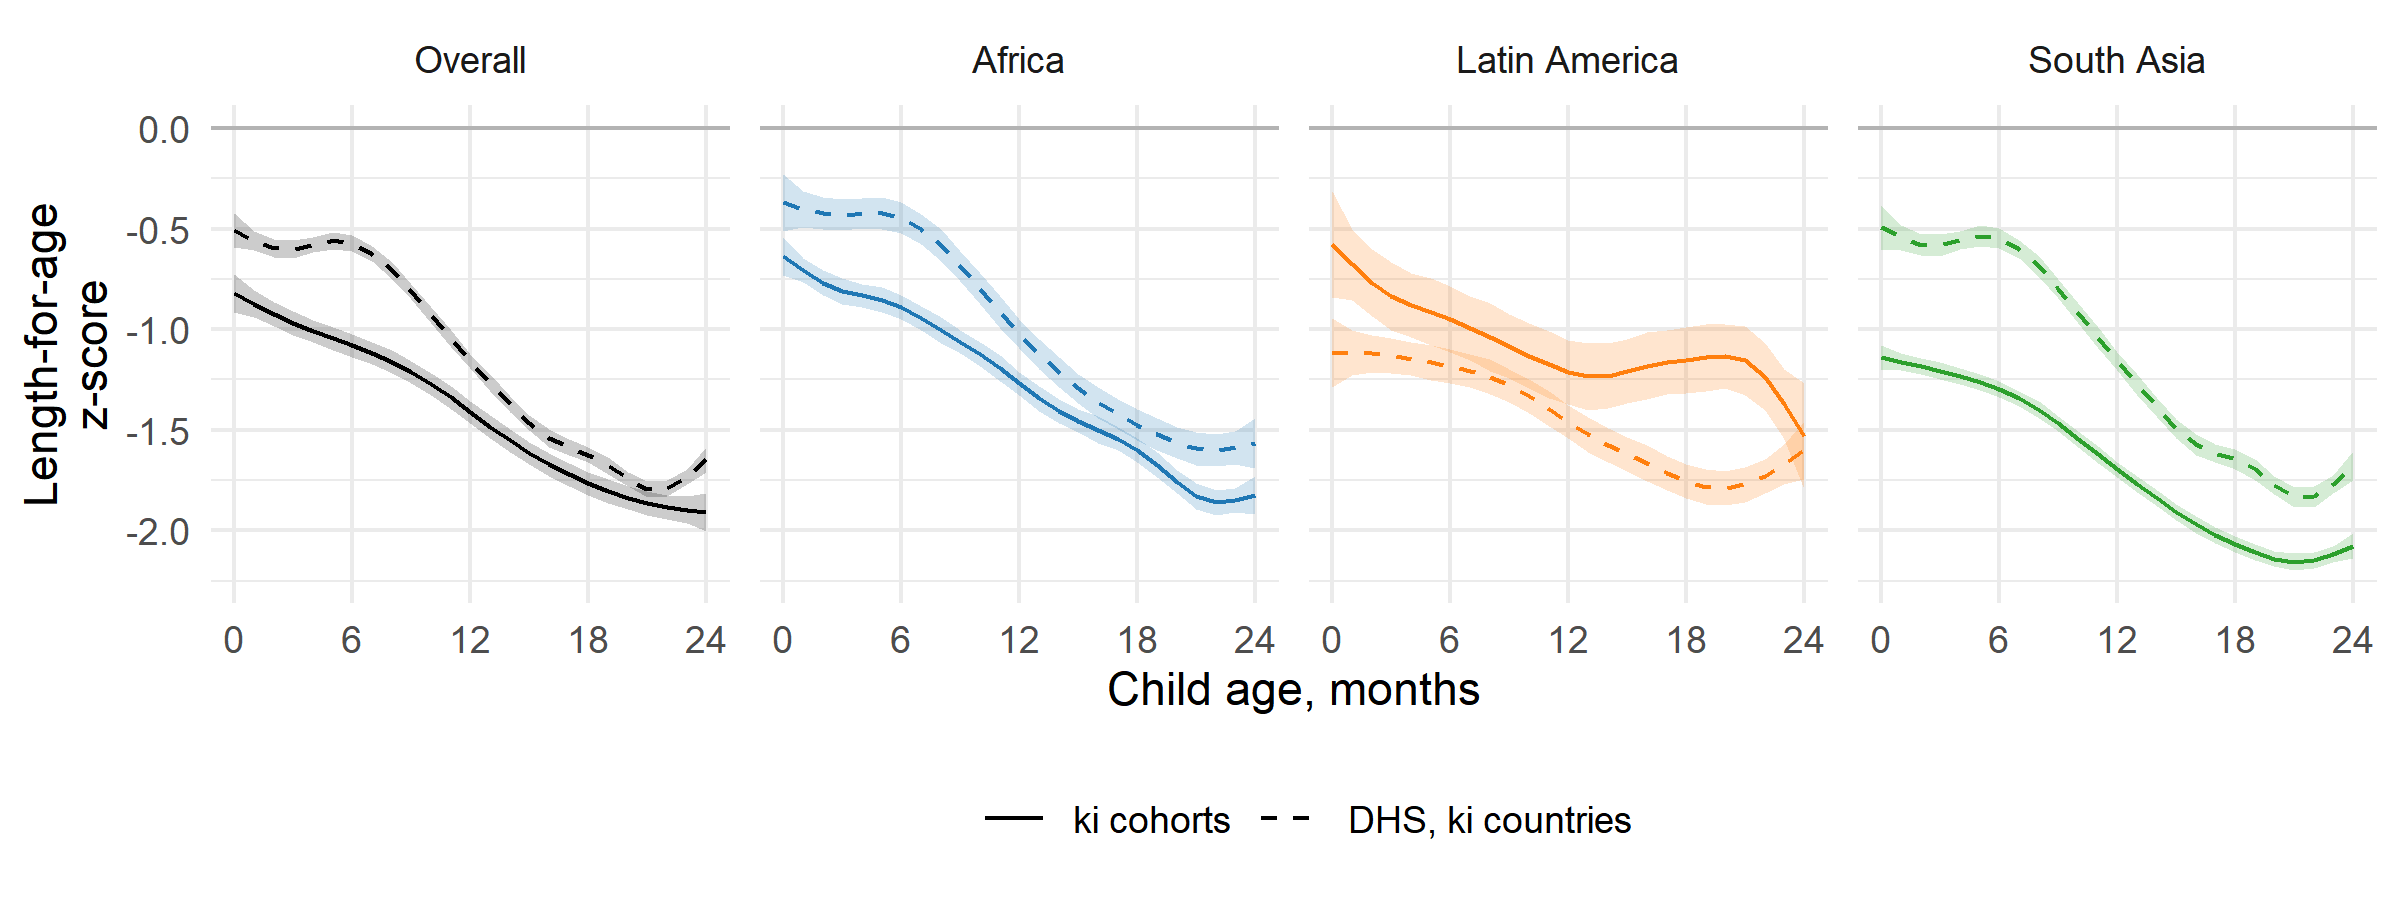 Overall
Africa
Latin America
South Asia
Length-for-age
z-score
0.0
-0.5
-1.0
-1.5
-2.0
0 6 12 18 24
0 6 12 18 24
0 6 12 18 24
0 6 12 18 24
Child age, months
ki cohorts
DHS, ki countries